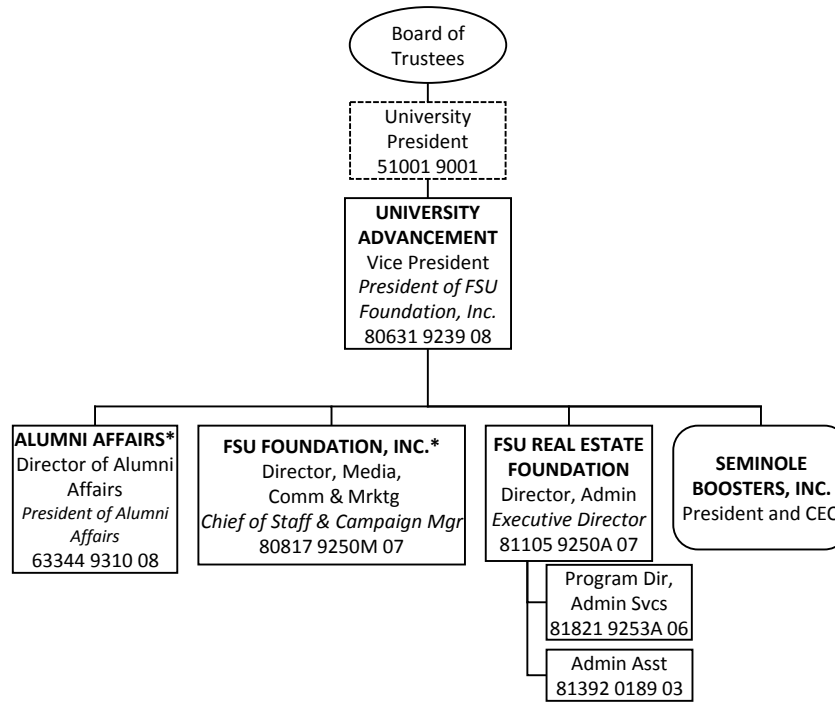 Board of
Trustees
University
President
51001 9001
UNIVERSITY
ADVANCEMENT
Vice President
President of FSU
Foundation, Inc.
80631 9239 08
ALUMNI AFFAIRS*
Director of Alumni
Affairs
President of Alumni
Affairs
63344 9310 08
FSU FOUNDATION, INC.*
Director, Media,
Comm & Mrktg
Chief of Staff & Campaign Mgr
80817 9250M 07
FSU REAL ESTATE
FOUNDATION
Director, Admin
Executive Director
81105 9250A 07
SEMINOLE
BOOSTERS, INC.
President and CEO
Program Dir,
Admin Svcs
81821 9253A 06
Admin Asst
81392 0189 03